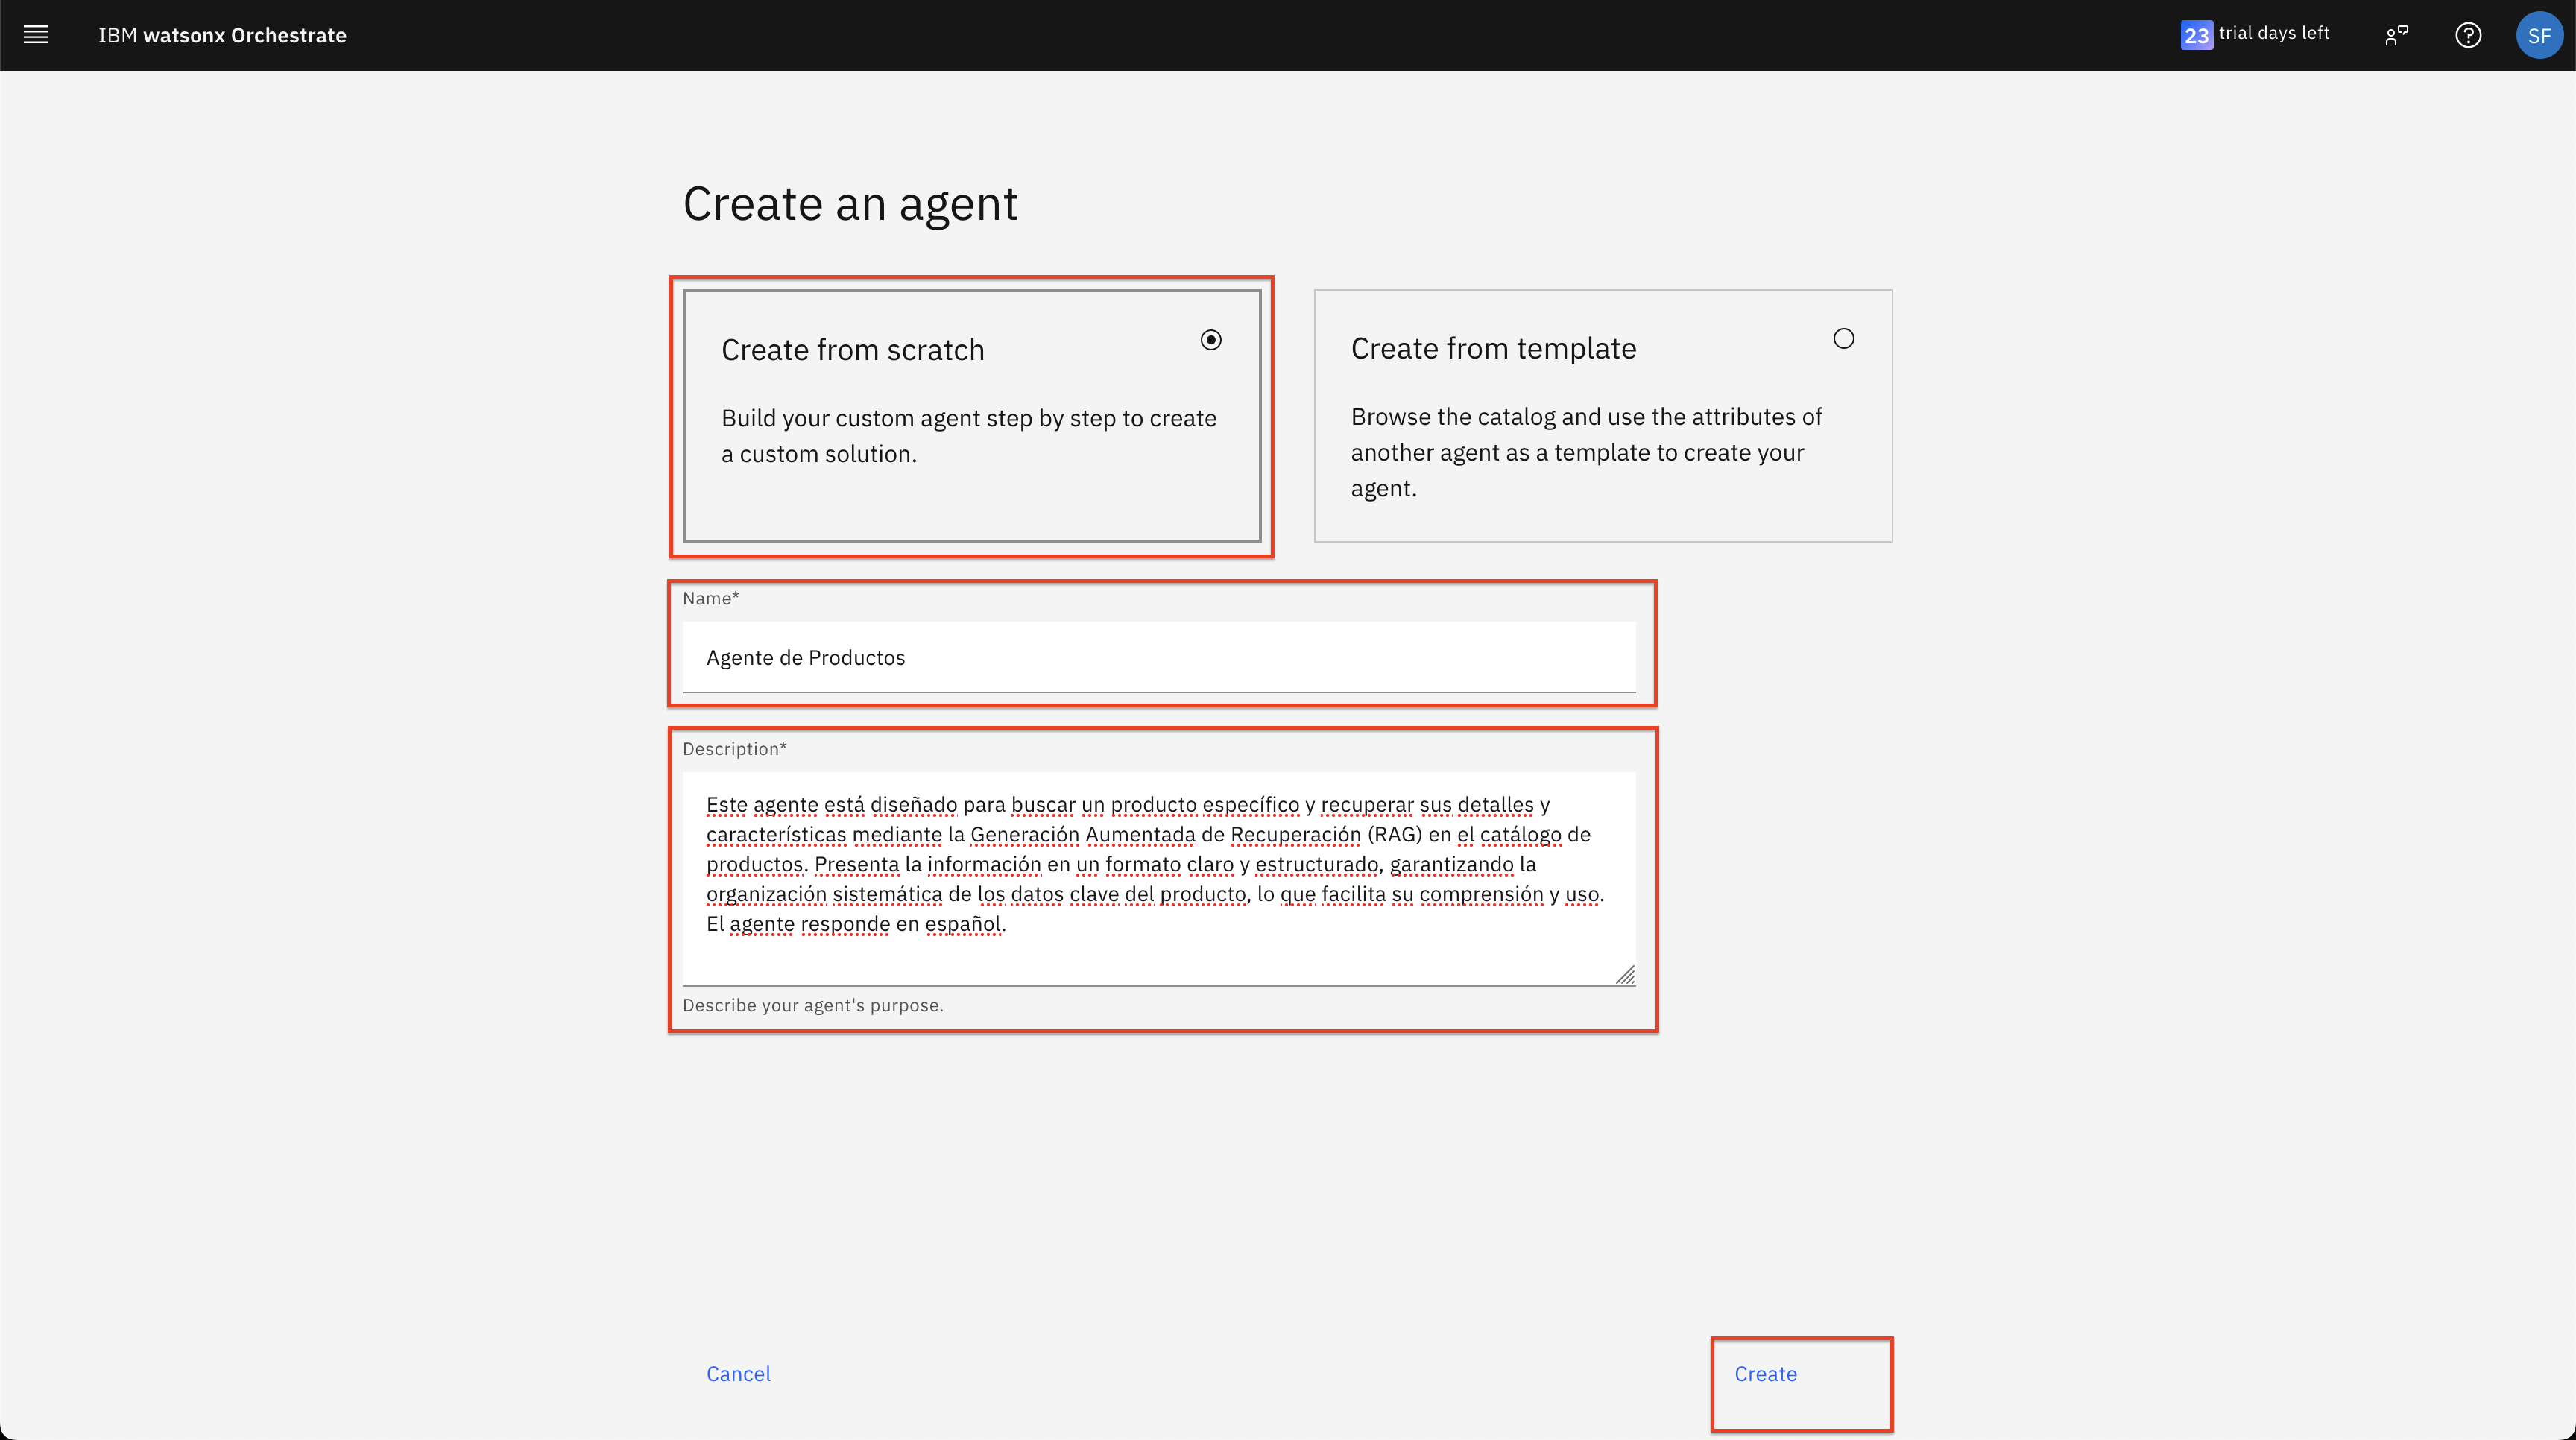 IBM watsonx Orchestrate
23 trial days left
SF
Create an agent
Create from scratch
Build your custom agent step by step to create
a custom solution.
Create from template
Browse the catalog and use the attributes of
another agent as a template to create your
agent.
Name*
Agente de Productos
Description*
Este agente está diseñado para buscar un producto específico y recuperar sus detalles y
características mediante la Generación Aumentada de Recuperación (RAG) en el catálogo de
productos. Presenta la información en un formato claro y estructurado, garantizando la
organización sistemática de los datos clave del producto, lo que facilita su comprensión y uso.
El agente responde en español.
Describe your agent's purpose.
Cancel
Create